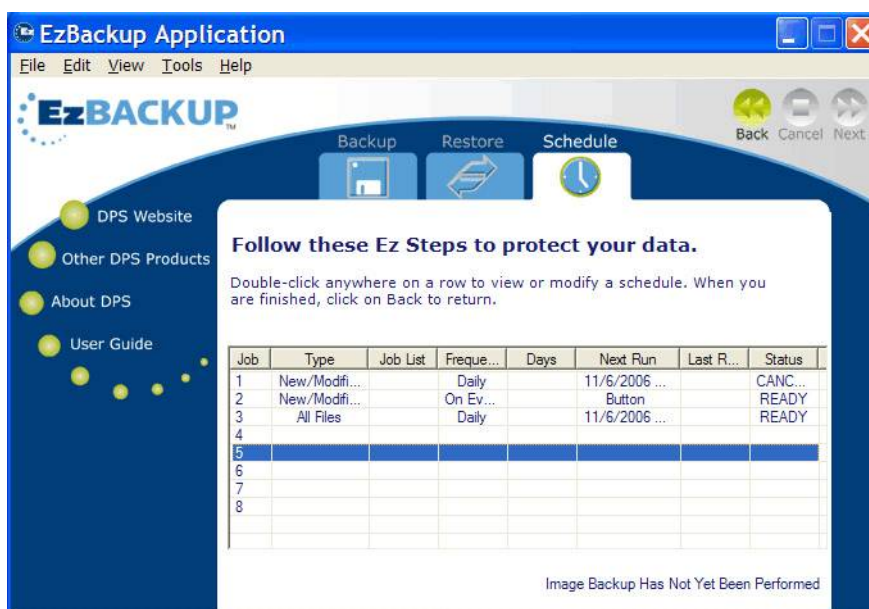 EzBackup Application
File Edit View Tools Help
EzBACKUP TM
Backup Restore Schedule
Back Cancel Next
DPS Website
Other DPS Products
About DPS
User Guide
Follow these Ez Steps to protect your data.
Double-click anywhere on a row to view or modify a schedule. When you
are finished, click on Back to return.
Job Type Job List Freque... Days Next Run Last R... Status
1 New/Modifi... Daily 11/6/2006 ... CANC...
2 New/Modifi... On Ev... Button READY
3 All Files Daily 11/6/2006 ... READY
4
5
6
7
8
Image Backup Has Not Yet Been Performed